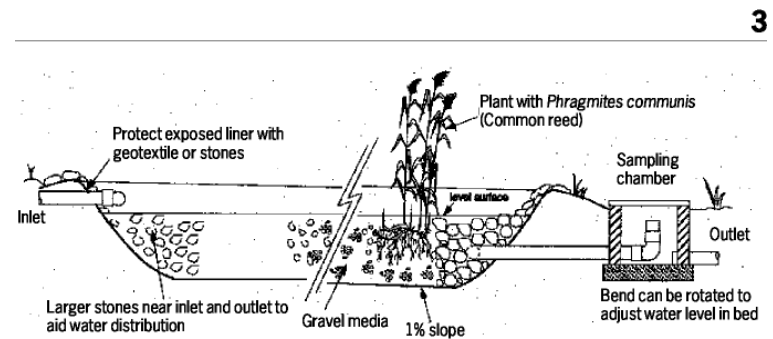 3
Plant with Phragmites communis
(Common reed)
Protect exposed liner with
geotextile or stones
Sampling
chamber
level surface
Inlet
Outlet
Larger stones near inlet and outlet to
aid water distribution
Gravel media
1% slope
Bend can be rotated to
adjust water level in bed